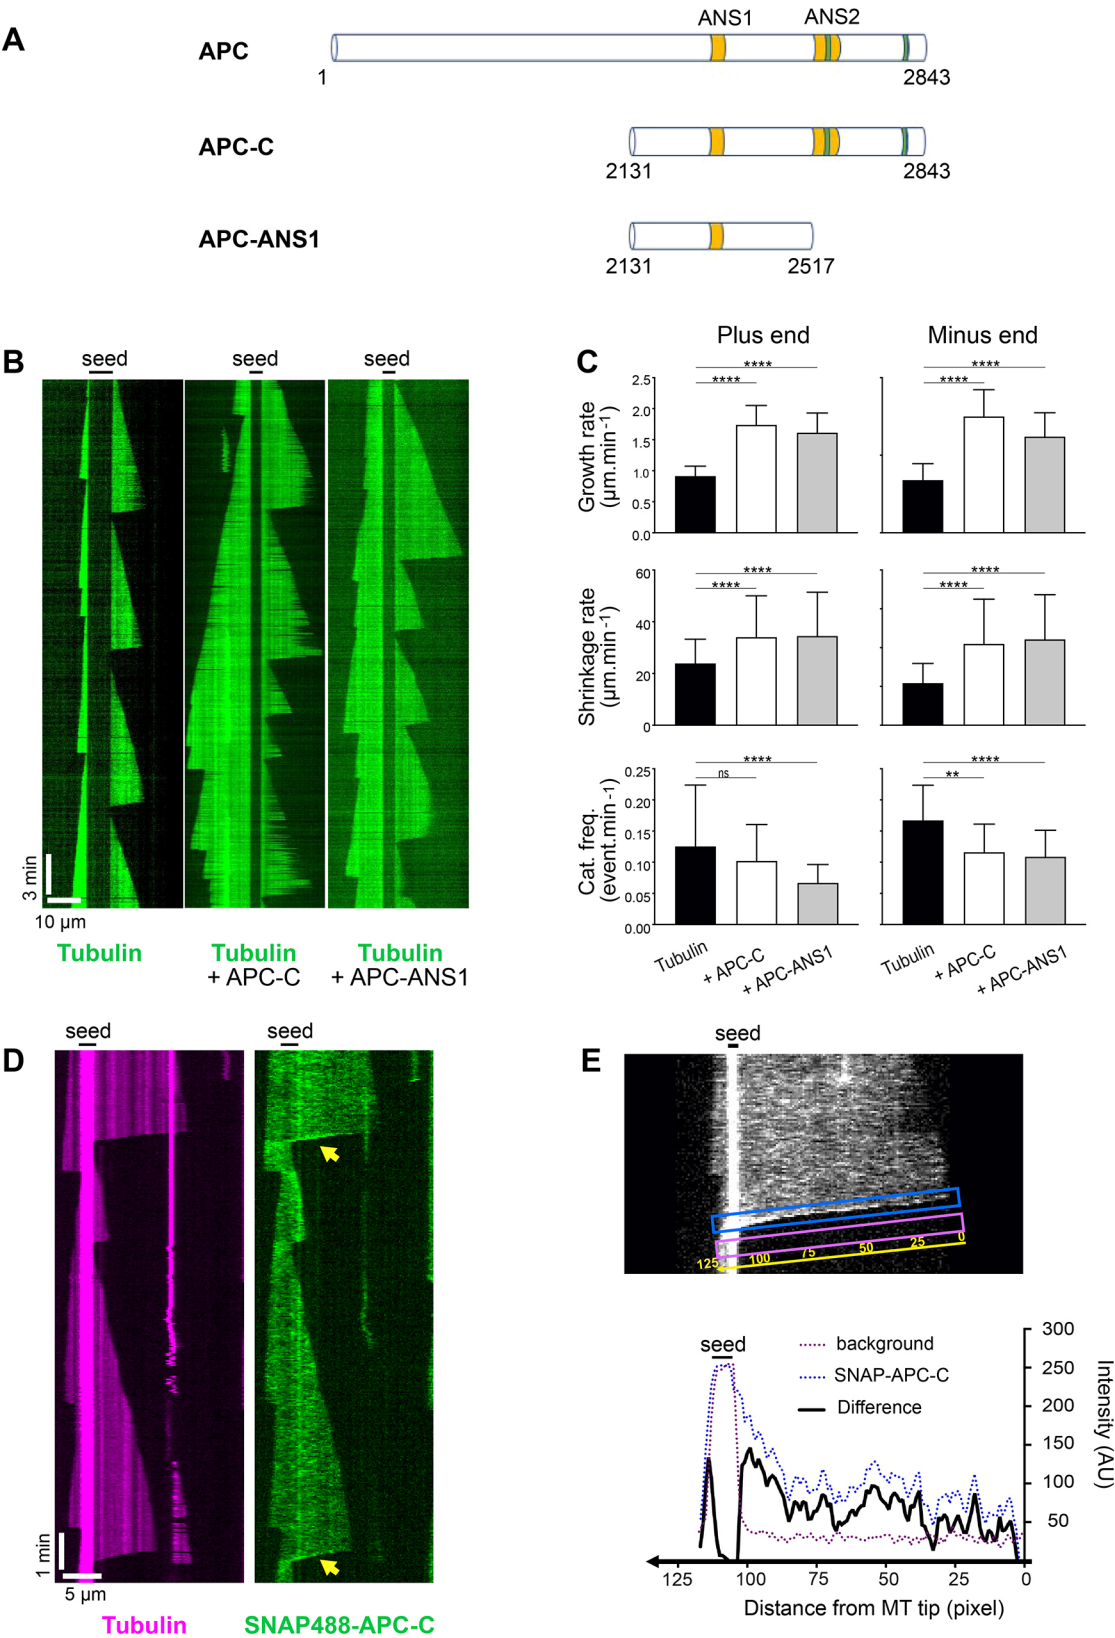 A
ANS1 ANS2
APC
1 2843
APC-C
2131 2843
APC-ANS1
2131 2517
B
seed seed seed
3 min
10 µm
Tubulin Tubulin Tubulin
+ APC-C + APC-ANS1
C
Plus end Minus end
Growth rate
(µm.min-1)
2.5
2.0
1.5
1.0
0.5
0.0
**** ****
**** ****
Shrinkage rate
(µm.min-1)
60
40
20
0
**** ****
**** ****
Cat. freq.
(event.min-1)
0.25
0.20
0.15
0.10
0.05
0.00
**** ****
ns **
Tubulin + APC-C + APC-ANS1 Tubulin + APC-C + APC-ANS1
D
seed seed
1 min
5 µm
Tubulin SNAP488-APC-C
E
seed
125 100 75 50 25 0
seed
background
SNAP-APC-C
Difference
300
250
200
150
100
50
Intensity (AU)
125 100 75 50 25 0
Distance from MT tip (pixel)